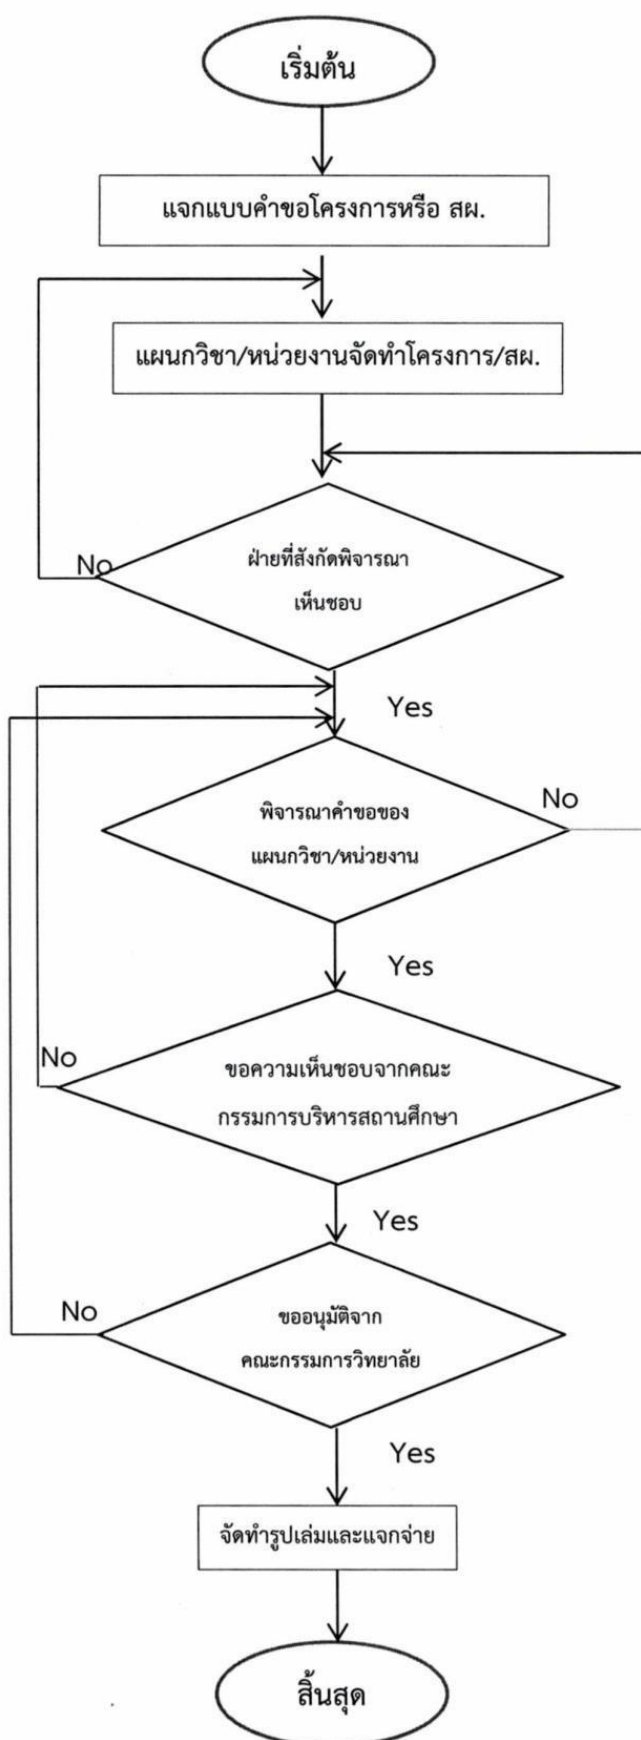 เริ่มต้น
แจกแบบคำขอโครงการหรือ สผ.
แผนกวิชา/หน่วยงานจัดทำโครงการ/สผ.
No
ฝ่ายที่สังกัดพิจารณา
เห็นชอบ
Yes
พิจารณาคำขอของ
แผนกวิชา/หน่วยงาน
No
Yes
No
ขอความเห็นชอบจากคณะ
กรรมการบริหารสถานศึกษา
Yes
No
ขออนุมัติจาก
คณะกรรมการวิทยาลัย
Yes
จัดทำรูปเล่มและแจกจ่าย
สิ้นสุด